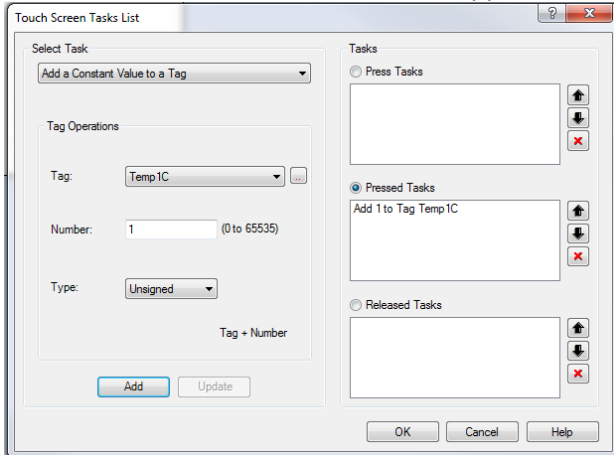 Touch Screen Tasks List
Select Task
Add a Constant Value to a Tag
Tag Operations
Tag: Temp1C ..
Number: 1 (0 to 65535)
Type: Unsigned
Tag + Number
Add Update
Tasks
Press Tasks
Pressed Tasks
Add 1 to Tag Temp1C
Released Tasks
OK Cancel Help